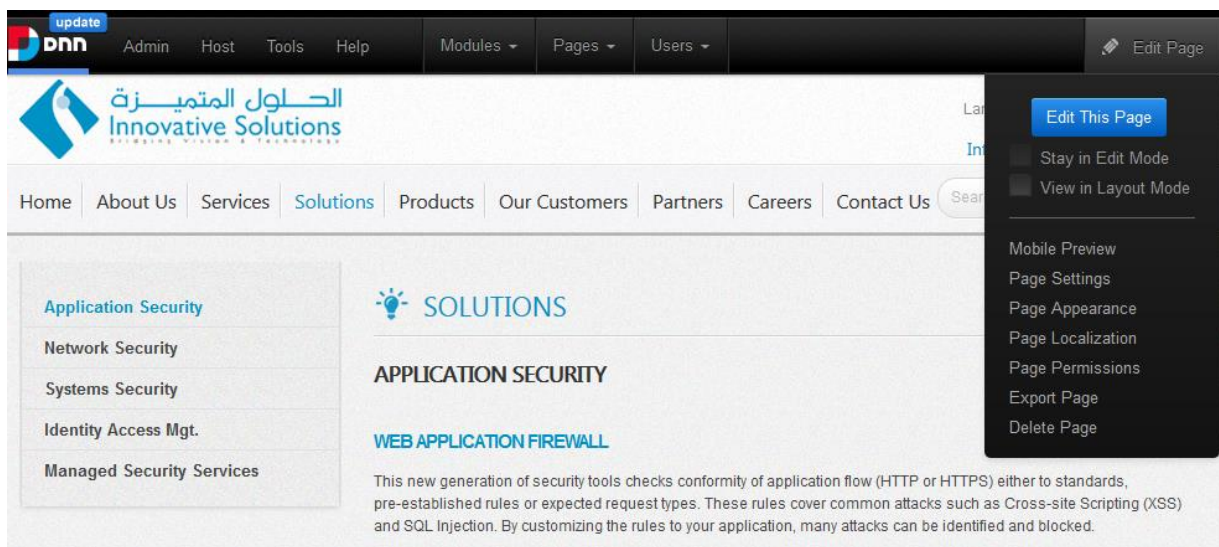 update
DNN Admin Host Tools Help Modules Pages Users Edit Page
الحلول المتميزة
Innovative Solutions
Bridging Vision & Technology
Edit This Page
Stay in Edit Mode
View in Layout Mode
Home About Us Services Solutions Products Our Customers Partners Careers Contact Us
Mobile Preview
Page Settings
Page Appearance
Page Localization
Page Permissions
Export Page
Delete Page
Application Security
Network Security
Systems Security
Identity Access Mgt.
Managed Security Services
SOLUTIONS
APPLICATION SECURITY
WEB APPLICATION FIREWALL
This new generation of security tools checks conformity of application flow (HTTP or HTTPS) either to standards,
pre-established rules or expected request types. These rules cover common attacks such as Cross-site Scripting (XSS)
and SQL Injection. By customizing the rules to your application, many attacks can be identified and blocked.